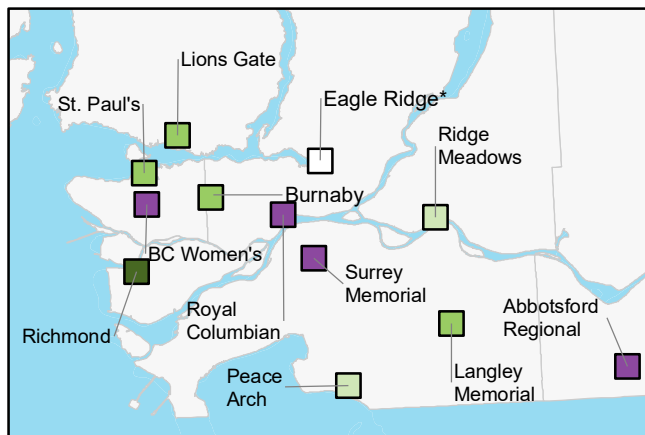 Lions Gate
St. Paul's
Eagle Ridge*
Ridge
Meadows
Burnaby
BC Women's
Surrey
Memorial
Royal
Columbian
Abbotsford
Regional
Richmond
Peace
Arch
Langley
Memorial